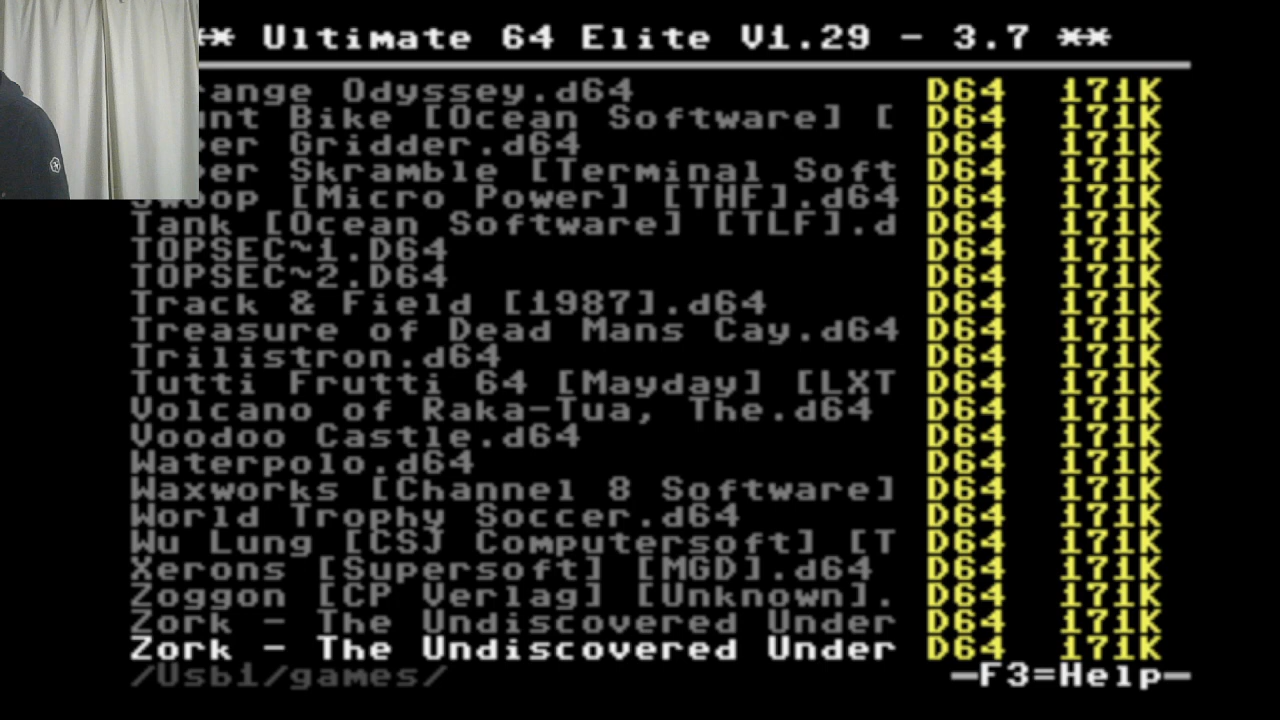 ** Ultimate 64 Elite V1.29 - 3.7 **
range Odyssey.d64 D64 171K
unt Bike [Ocean Software] [ D64 171K
per Gridder.d64 D64 171K
per Skramble [Terminal Soft D64 171K
Swoop [Micro Power] [THF].d64 D64 171K
Tank [Ocean Software] [TLF].d D64 171K
TOPSEC~1.D64 D64 171K
TOPSEC~2.D64 D64 171K
Track & Field [1987].d64 D64 171K
Treasure of Dead Mans Cay.d64 D64 171K
Trilistron.d64 D64 171K
Tutti Frutti 64 [Mayday] [LXT D64 171K
Volcano of Raka-Tua, The.d64 D64 171K
Voodoo Castle.d64 D64 171K
Waterpolo.d64 D64 171K
Waxworks [Channel 8 Software] D64 171K
World Trophy Soccer.d64 D64 171K
Wu Lung [CSJ Computersoft] [T D64 171K
Xerons [Supersoft] [MGD].d64 D64 171K
Zoggon [CP Verlag] [Unknown]. D64 171K
Zork - The Undiscovered Under D64 171K
Zork - The Undiscovered Under D64 171K
/Usb1/games/ F3=Help